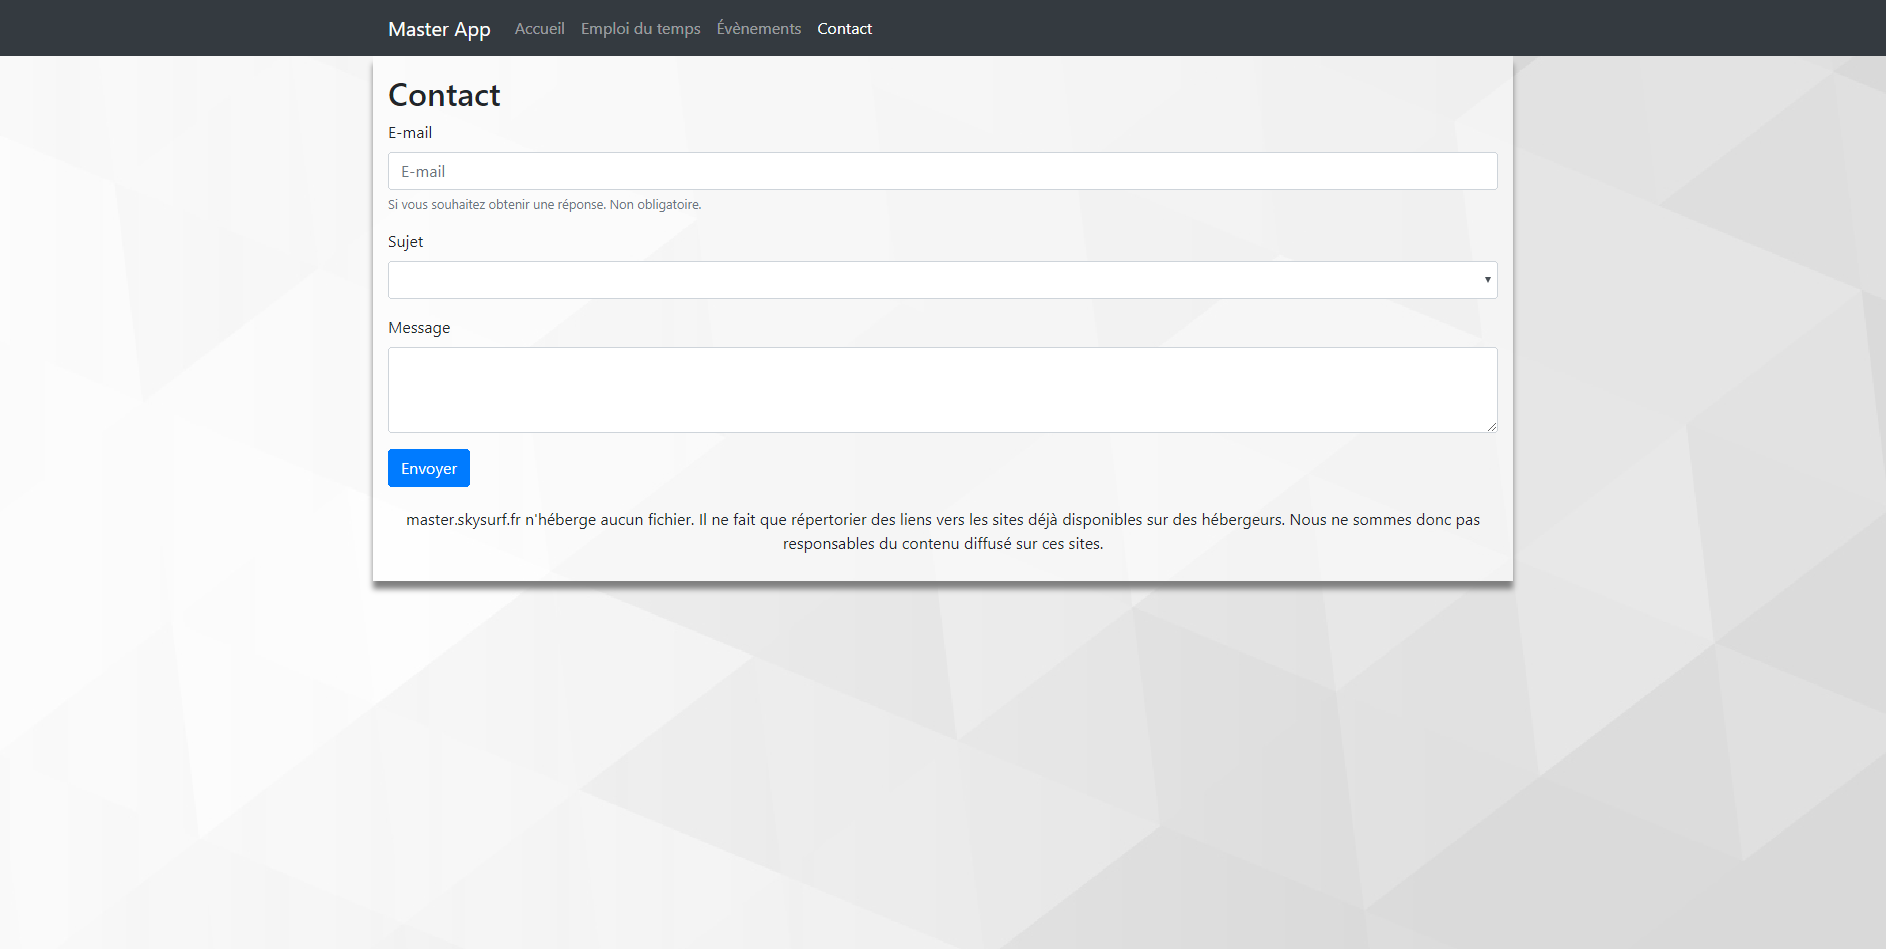 Master App Accueil Emploi du temps Évènements Contact
Contact
E-mail
E-mail
Si vous souhaitez obtenir une réponse. Non obligatoire.
Sujet
Message
Envoyer
master.skysurf.fr n'héberge aucun fichier. Il ne fait que répertorier des liens vers les sites déjà disponibles sur des hébergeurs. Nous ne sommes donc pas
responsables du contenu diffusé sur ces sites.